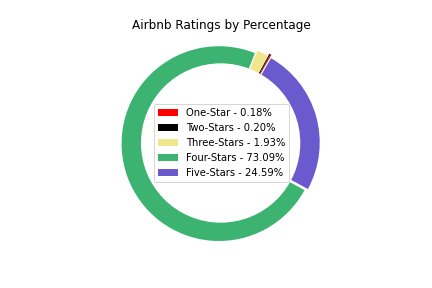 Airbnb Ratings by Percentage
One-Star - 0.18%
Two-Stars - 0.20%
Three-Stars - 1.93%
Four-Stars - 73.09%
Five-Stars - 24.59%